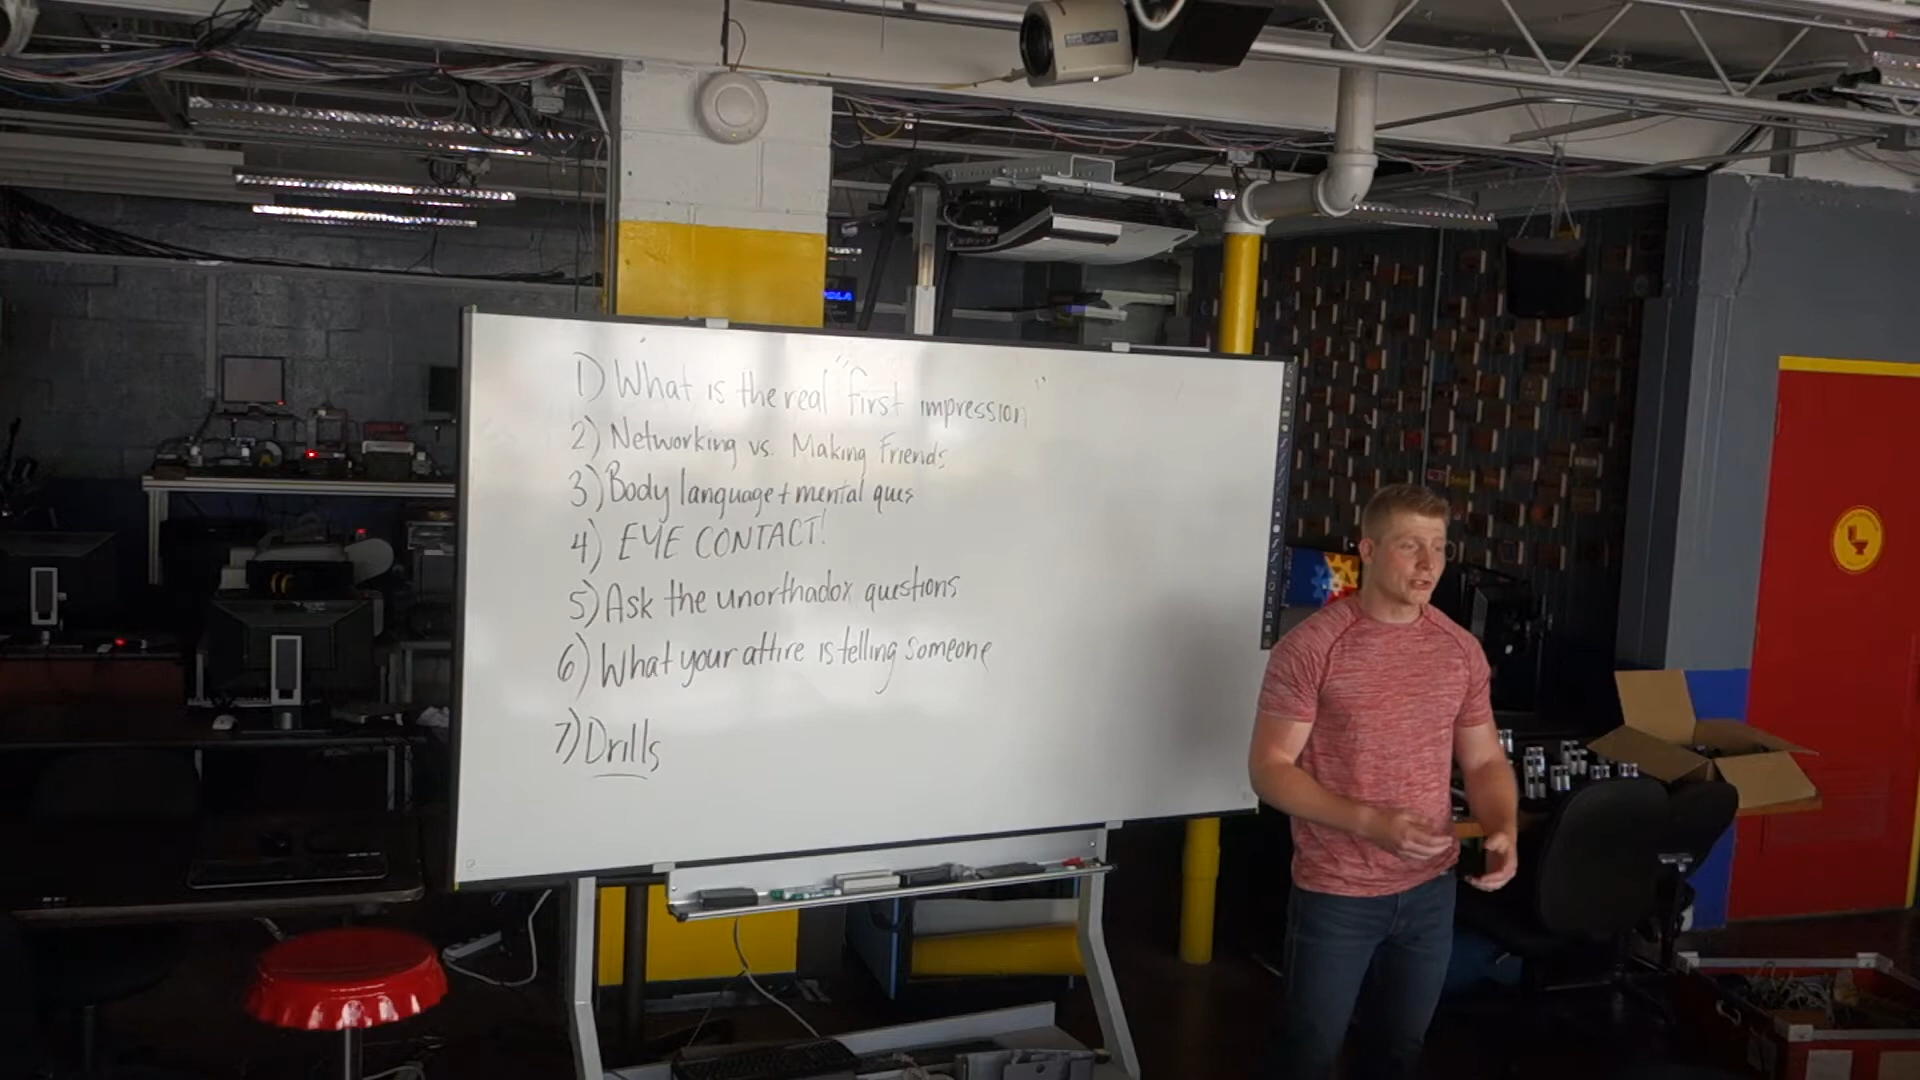 1) What is the real "first impression"
2) Networking vs. Making Friends
3) Body language + mental ques
4) EYE CONTACT!
5) Ask the unorthadox questions
6) What your attire is telling someone
7) Drills